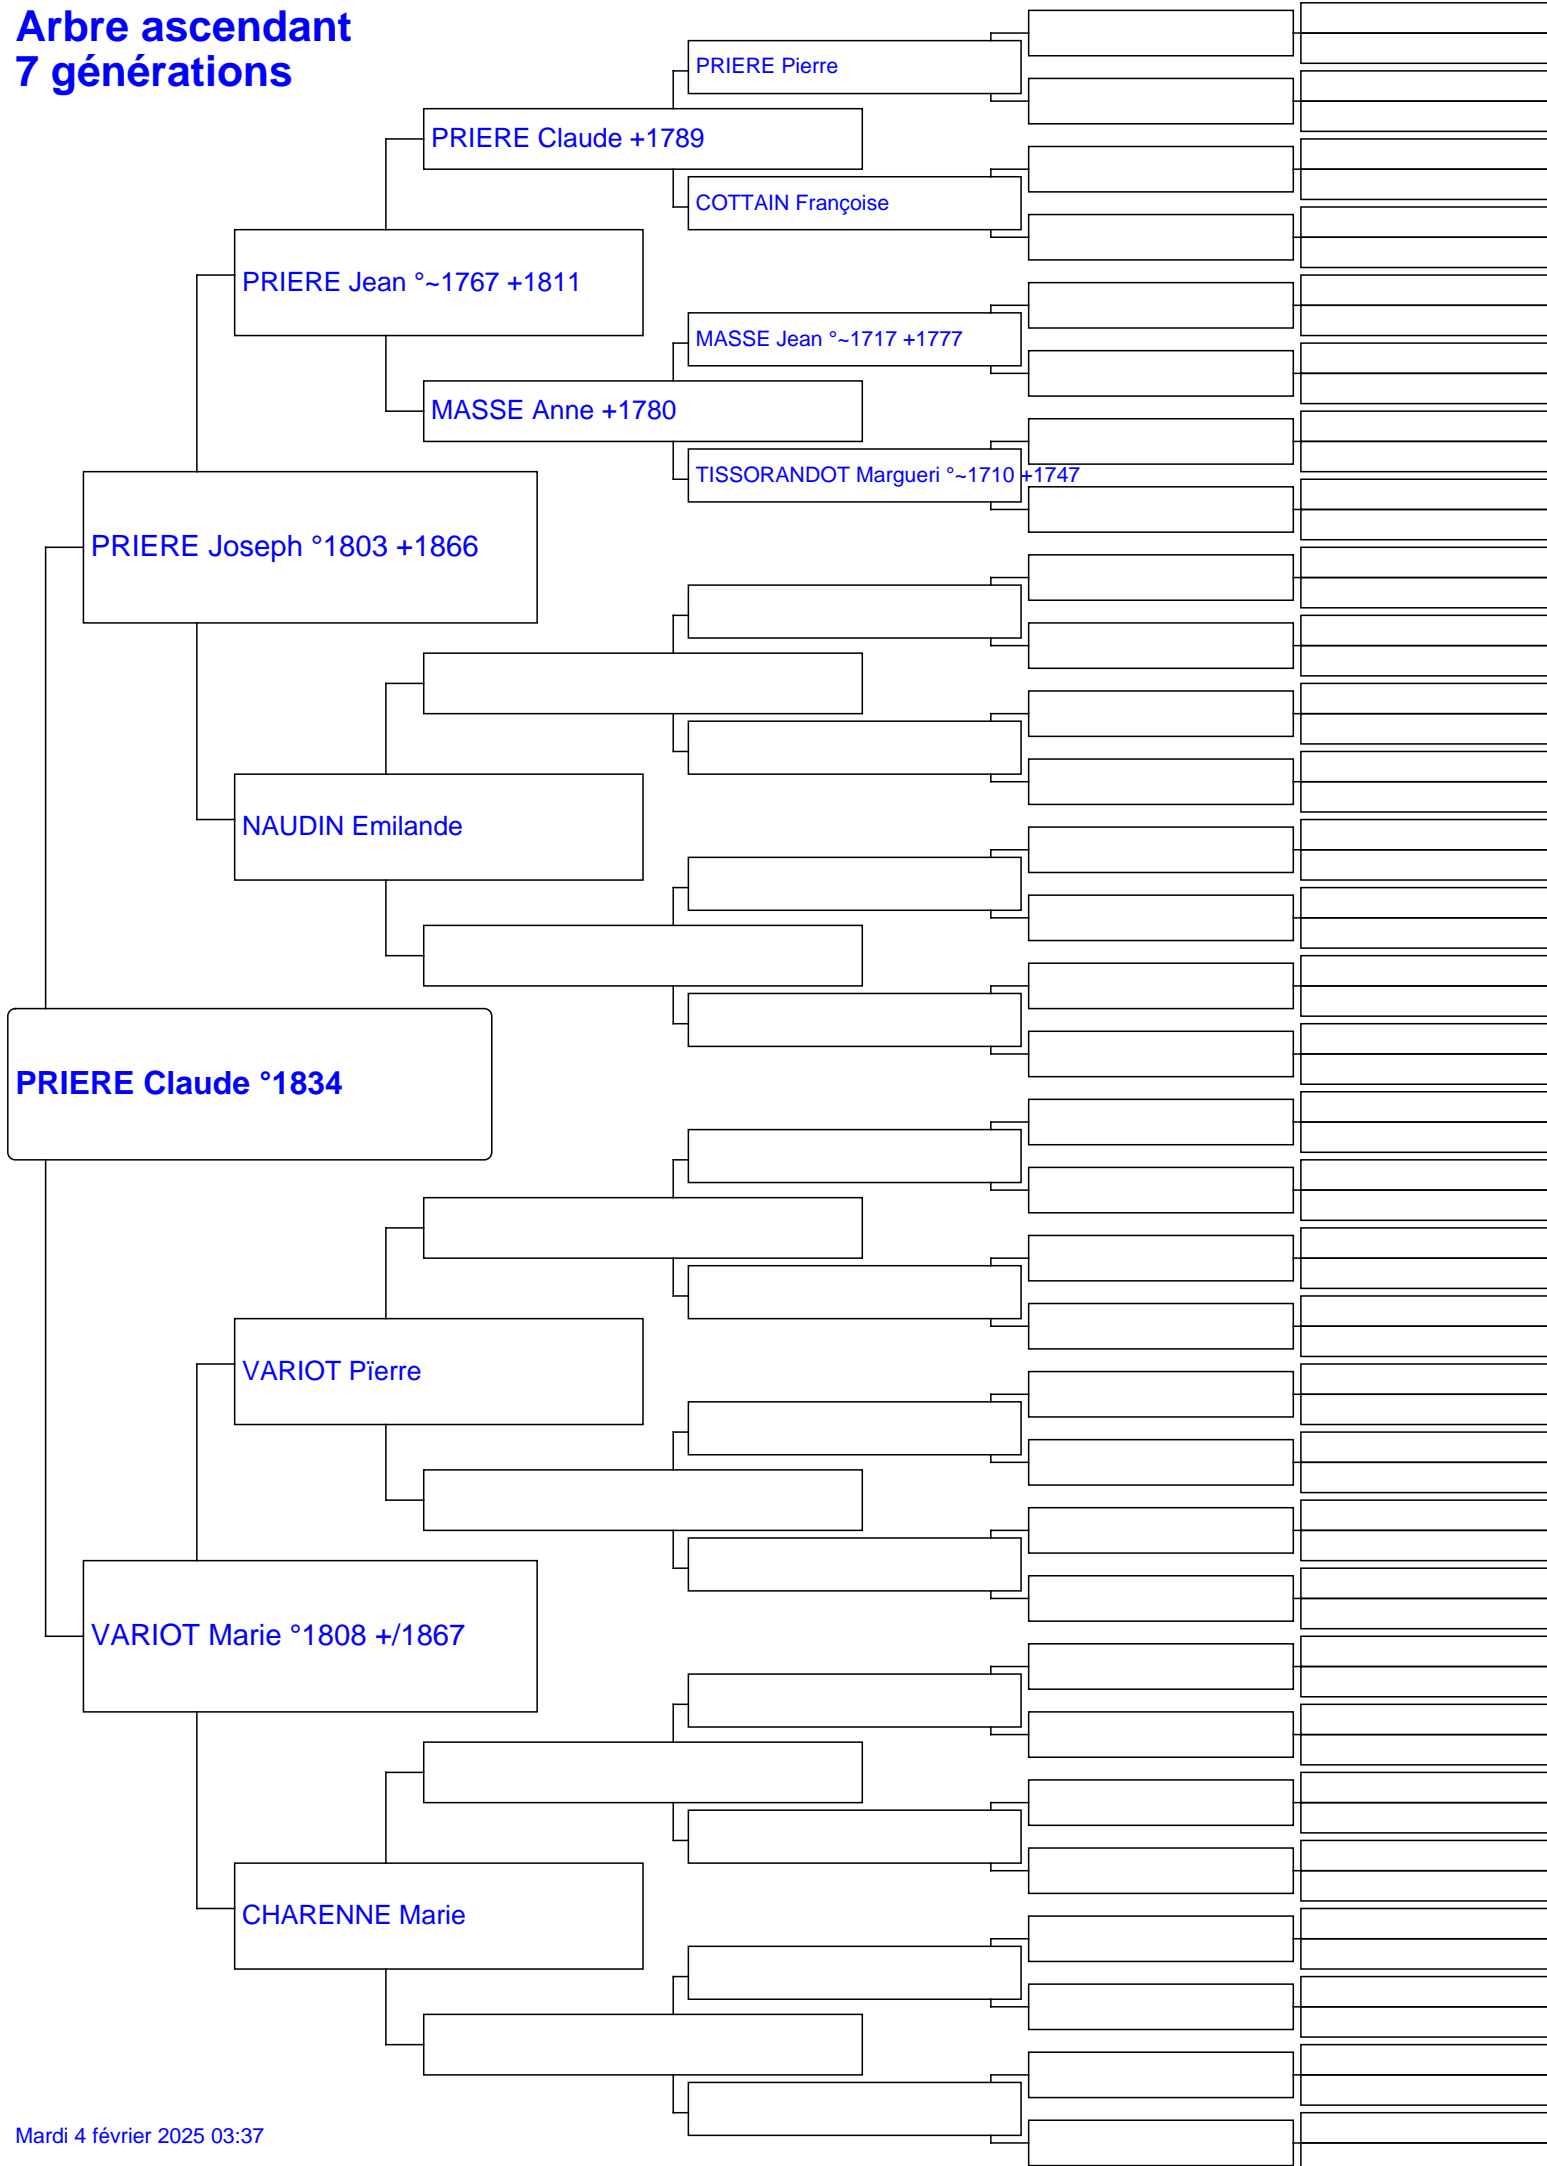 Arbre ascendant
7 générations
PRIERE Pierre
PRIERE Claude +1789
COTTAIN Françoise
PRIERE Jean °~1767 +1811
MASSE Jean °~1717 +1777
MASSE Anne +1780
TISSORANDOT Margueri °~1710 +1747
PRIERE Joseph °1803 +1866
NAUDIN Emilande
PRIERE Claude °1834
VARIOT Pïerre
VARIOT Marie °1808 +/1867
CHARENNE Marie
Mardi 4 février 2025 03:37